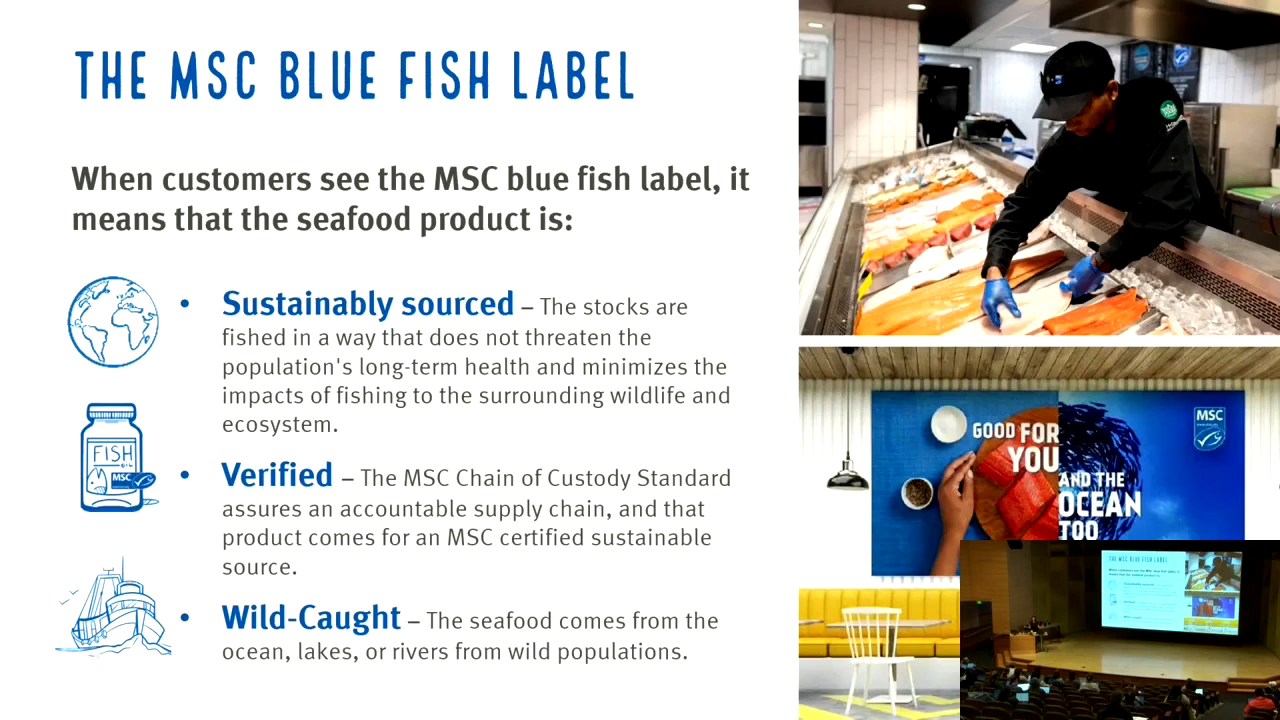 THE MSC BLUE FISH LABEL
When customers see the MSC blue fish label, it
means that the seafood product is:
• Sustainably sourced – The stocks are
fished in a way that does not threaten the
population's long-term health and minimizes the
impacts of fishing to the surrounding wildlife and
ecosystem.
FISH
OIL
MSC
• Verified – The MSC Chain of Custody Standard
assures an accountable supply chain, and that
product comes for an MSC certified sustainable
source.
• Wild-Caught – The seafood comes from the
ocean, lakes, or rivers from wild populations.
GOOD FOR
YOU
AND THE
OCEAN
TOO
MSC
THE MSC BLUE FISH LABEL